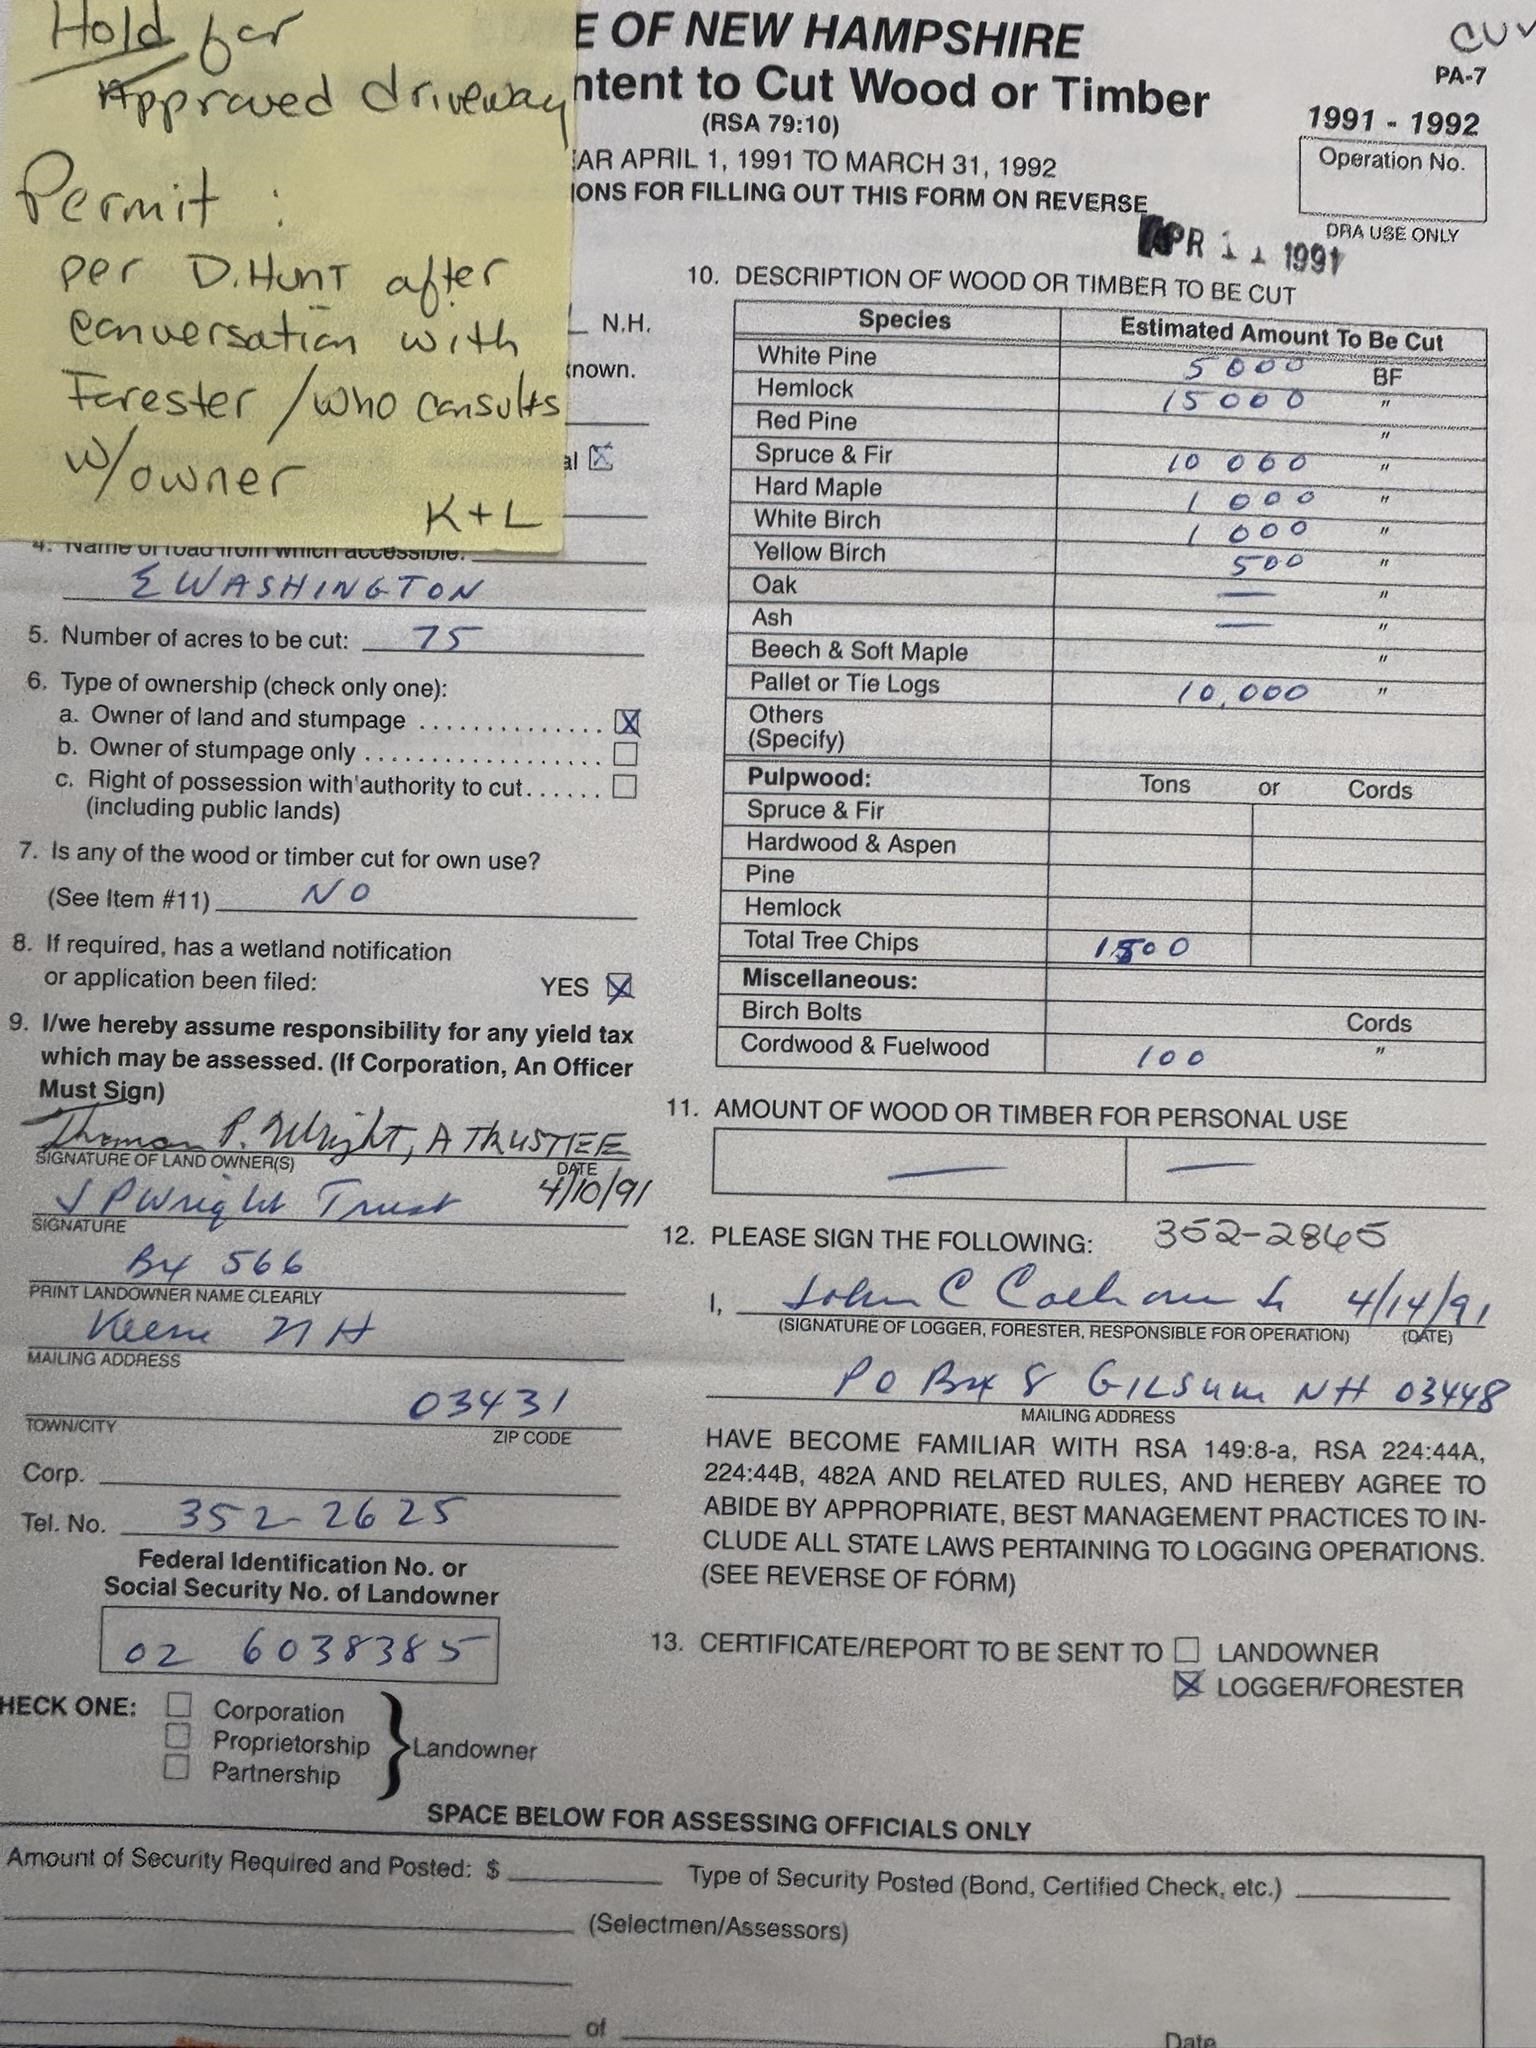 Hold for
Approved driveway
Permit :
per D. HUNT after
conversation with
Forester / who consults
w/owner
K + L
E OF NEW HAMPSHIRE
ntent to Cut Wood or Timber
(RSA 79:10)
EAR APRIL 1, 1991 TO MARCH 31, 1992
IONS FOR FILLING OUT THIS FORM ON REVERSE
PA-7
1991 - 1992
Operation No.
DRA USE ONLY
APR 11 1991
N.H.
known.
al X
4. Name of road from which accessible:
E WASHINGTON
5. Number of acres to be cut: 75
6. Type of ownership (check only one):
a. Owner of land and stumpage .............. X
b. Owner of stumpage only ..................
c. Right of possession with authority to cut......
(including public lands)
7. Is any of the wood or timber cut for own use?
(See Item #11) NO
8. If required, has a wetland notification
or application been filed: YES X
9. I/we hereby assume responsibility for any yield tax
which may be assessed. (If Corporation, An Officer
Must Sign)
Thomas P. Wright, A TRUSTEE
SIGNATURE OF LAND OWNER(S) DATE
J P Wright Trust 4/10/91
SIGNATURE
Bx 566
PRINT LANDOWNER NAME CLEARLY
Keene NH
MAILING ADDRESS
03431
TOWN/CITY ZIP CODE
Corp.
Tel. No. 352-2625
Federal Identification No. or
Social Security No. of Landowner
02 6038385
HECK ONE: Corporation
Proprietorship
Partnership
Landowner
10. DESCRIPTION OF WOOD OR TIMBER TO BE CUT
Species Estimated Amount To Be Cut
White Pine 5000 BF
Hemlock 15000 "
Red Pine "
Spruce & Fir 10 000 "
Hard Maple 1 000 "
White Birch 1 000 "
Yellow Birch 500 "
Oak — "
Ash — "
Beech & Soft Maple "
Pallet or Tie Logs 10,000 "
Others
(Specify)
Pulpwood: Tons or Cords
Spruce & Fir
Hardwood & Aspen
Pine
Hemlock
Total Tree Chips 1500
Miscellaneous:
Birch Bolts Cords
Cordwood & Fuelwood 100 "
11. AMOUNT OF WOOD OR TIMBER FOR PERSONAL USE
— —
12. PLEASE SIGN THE FOLLOWING: 352-2865
I, John C Calhoun Jr 4/14/91
(SIGNATURE OF LOGGER, FORESTER, RESPONSIBLE FOR OPERATION) (DATE)
P O Bx 8 GILSUM NH 03448
MAILING ADDRESS
HAVE BECOME FAMILIAR WITH RSA 149:8-a, RSA 224:44A,
224:44B, 482A AND RELATED RULES, AND HEREBY AGREE TO
ABIDE BY APPROPRIATE, BEST MANAGEMENT PRACTICES TO IN-
CLUDE ALL STATE LAWS PERTAINING TO LOGGING OPERATIONS.
(SEE REVERSE OF FORM)
13. CERTIFICATE/REPORT TO BE SENT TO LANDOWNER
X LOGGER/FORESTER
SPACE BELOW FOR ASSESSING OFFICIALS ONLY
Amount of Security Required and Posted: $ Type of Security Posted (Bond, Certified Check, etc.)
(Selectmen/Assessors)
of Date